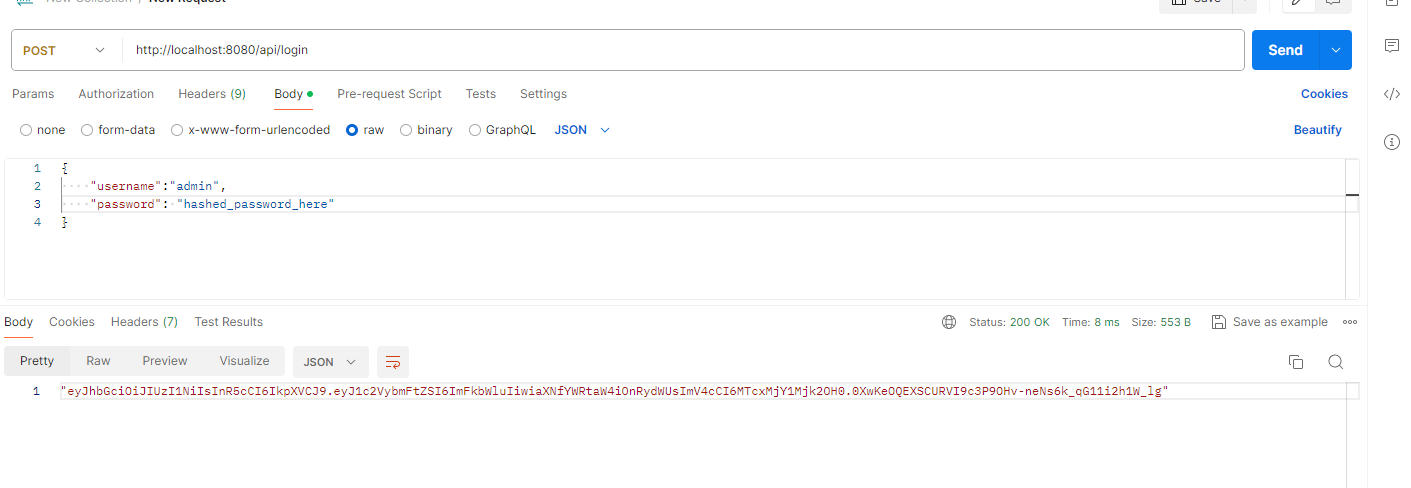 New Collection / New Request
Save
POST http://localhost:8080/api/login Send
Params Authorization Headers (9) Body Pre-request Script Tests Settings Cookies
none form-data x-www-form-urlencoded raw binary GraphQL JSON Beautify
1 {
2 "username":"admin",
3 "password": "hashed_password_here"
4 }
Body Cookies Headers (7) Test Results Status: 200 OK Time: 8 ms Size: 553 B Save as example
Pretty Raw Preview Visualize JSON
1 "eyJhbGciOiJIUzI1NiIsInR5cCI6IkpXVCJ9.eyJ1c2VybmFtZSI6ImFkbWluIiwiaXNfYWRtaW4iOnRydWUsImV4cCI6MTcxMjY1Mjk2OH0.0XwKeOQEXSCURVI9c3P9OHv-neNs6k_qG11i2h1W_lg"